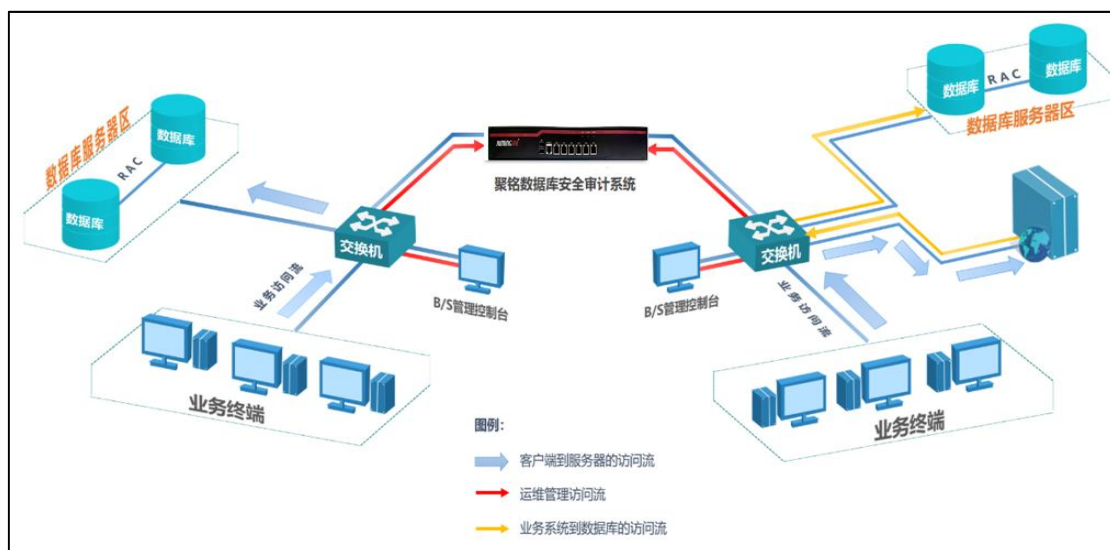 数据库
RAC
数据库
数据库服务器区
数据库
RAC
数据库
数据库服务器区
聚铭数据库安全审计系统
交换机
交换机
B/S管理控制台
B/S管理控制台
业务访问流
业务访问流
业务终端
业务终端
图例：
客户端到服务器的访问流
运维管理访问流
业务系统到数据库的访问流